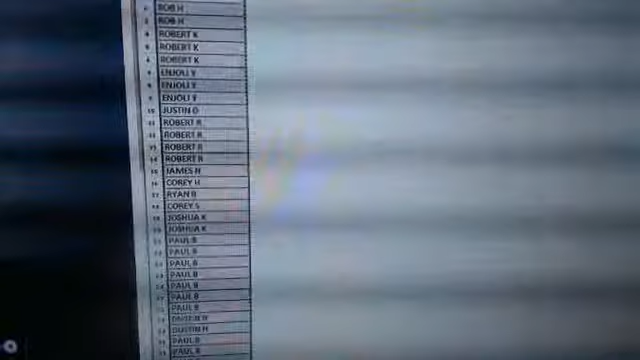 ROB H
ROB H
ROBERT K
ROBERT K
ROBERT K
ENJOLI Y
ENJOLI Y
ENJOLI Y
JUSTIN O
ROBERT R
ROBERT R
ROBERT R
ROBERT R
JAMES N
COREY H
RYAN B
COREY S
JOSHUA K
JOSHUA K
PAUL B
PAUL B
PAUL B
PAUL B
PAUL B
PAUL B
PAUL B
DUSTIN H
DUSTIN H
PAUL B
PAUL B